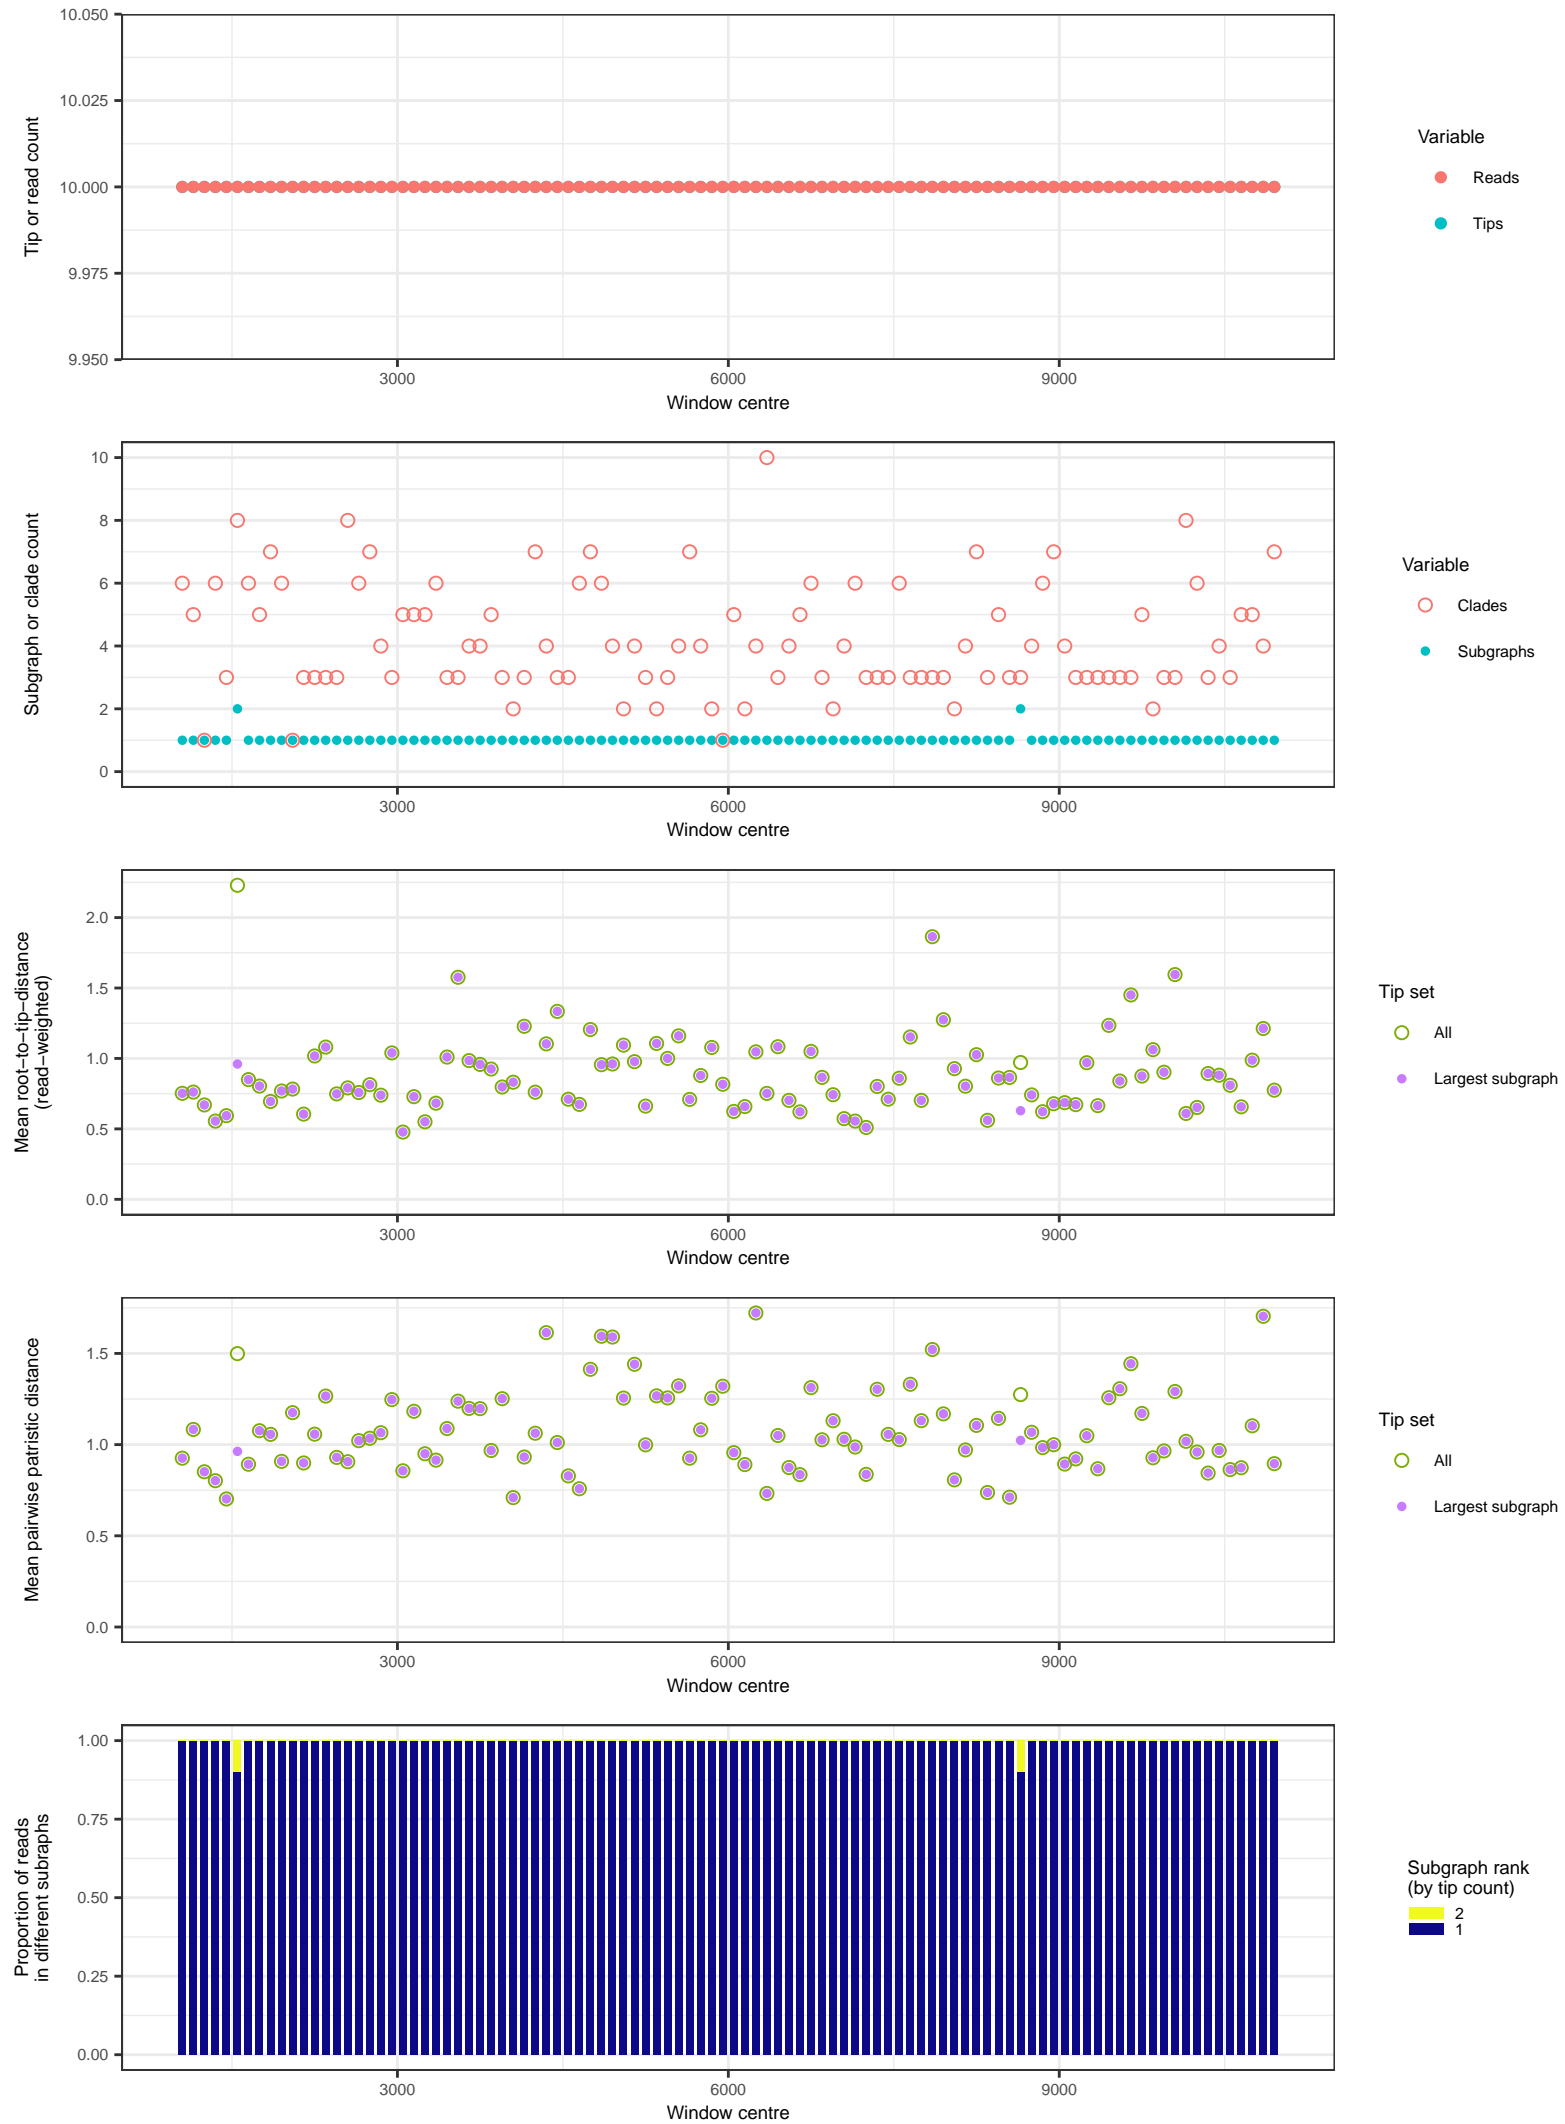 10.050
10.025
10.000
9.975
9.950
Tip or read count
3000
6000
9000
Window centre
Variable
Reads
Tips
10
8
6
4
2
0
Subgraph or clade count
3000
6000
9000
Window centre
Variable
Clades
Subgraphs
2.0
1.5
1.0
0.5
0.0
Mean root–to–tip–distance
(read–weighted)
3000
6000
9000
Window centre
Tip set
All
Largest subgraph
1.5
1.0
0.5
0.0
Mean pairwise patristic distance
3000
6000
9000
Window centre
Tip set
All
Largest subgraph
1.00
0.75
0.50
0.25
0.00
Proportion of reads
in different subraphs
3000
6000
9000
Window centre
Subgraph rank
(by tip count)
2
1